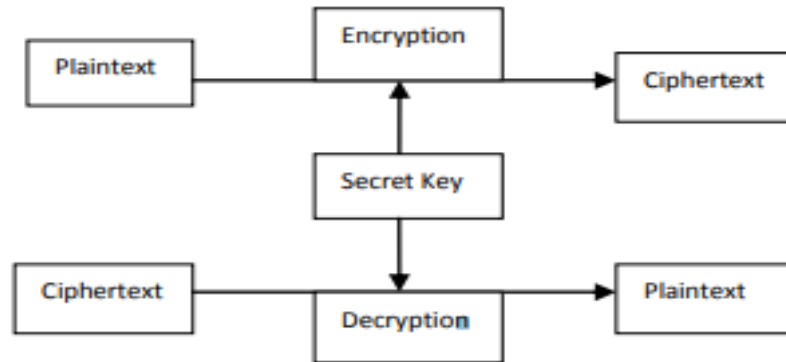 Encryption
Plaintext
Ciphertext
Secret Key
Ciphertext
Plaintext
Decryption